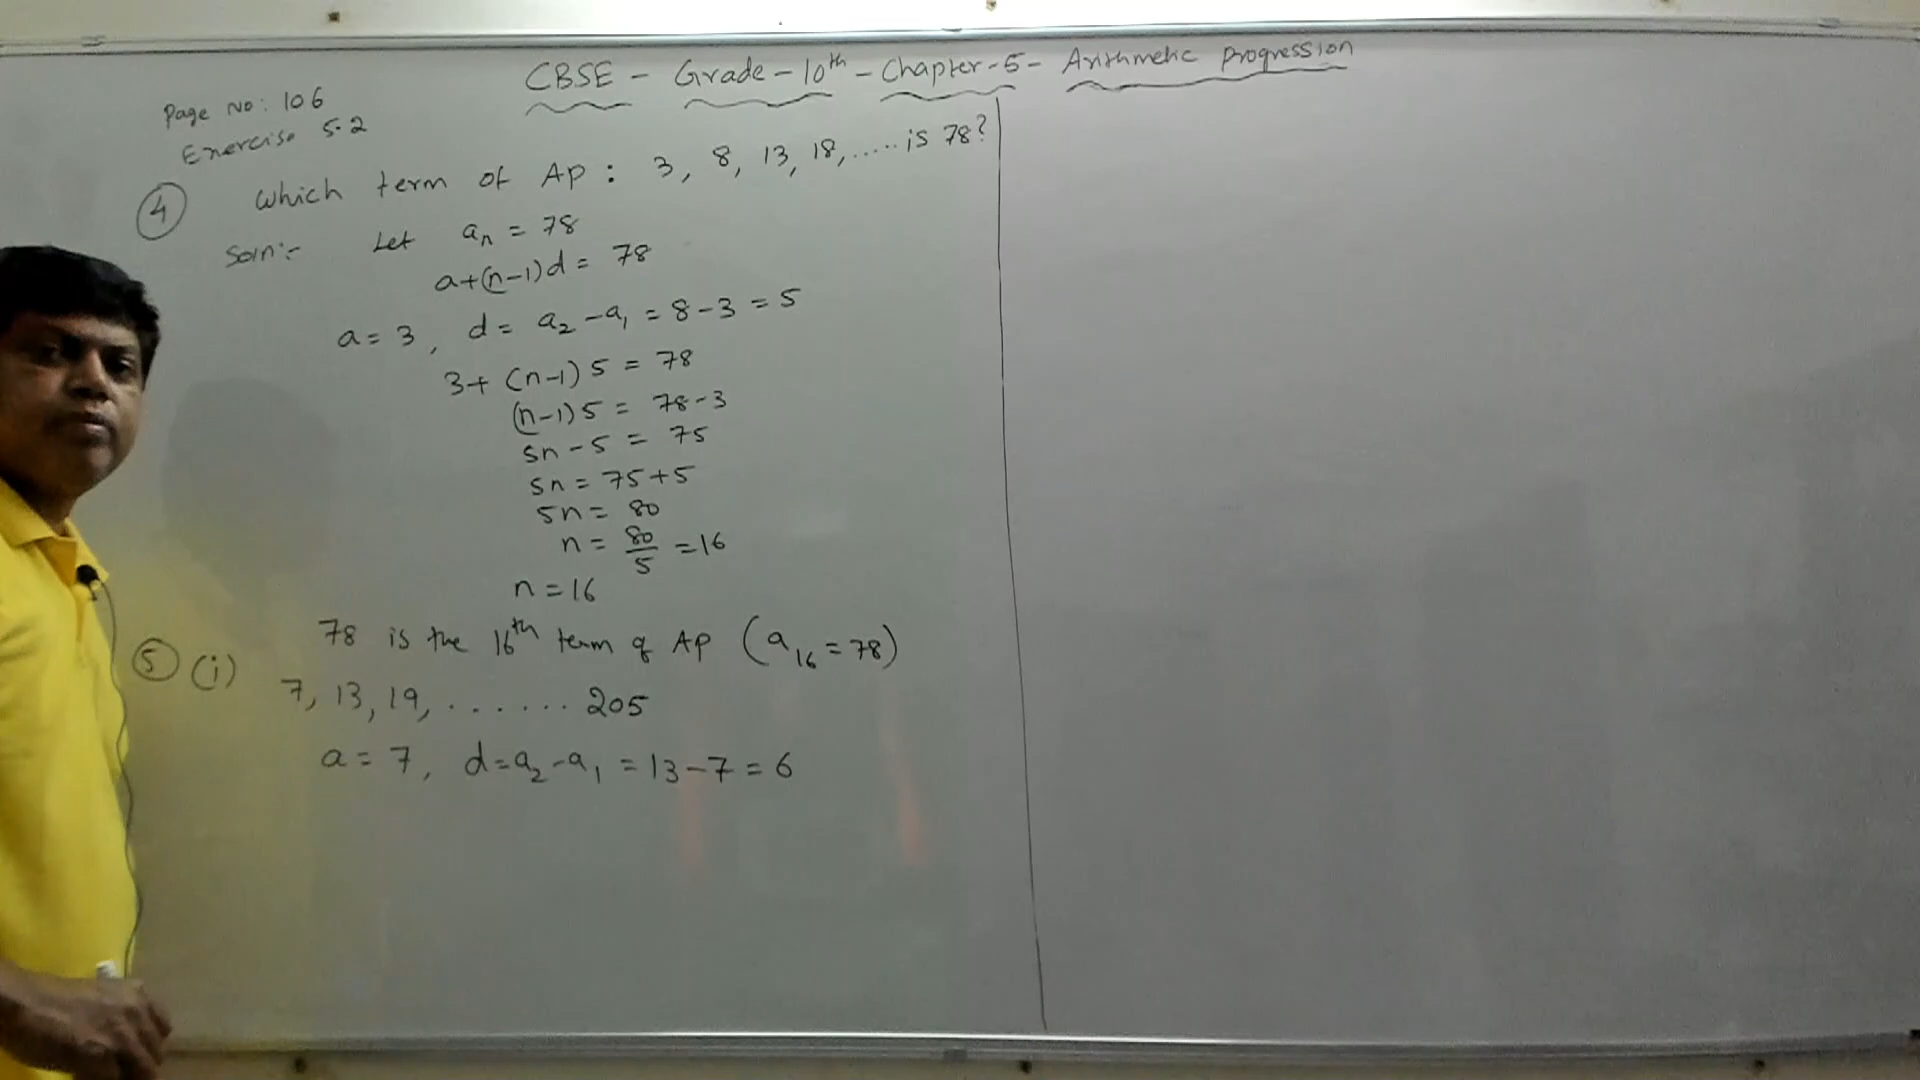 CBSE - Grade - 10th - Chapter - 5 - Arithmetic Progression
Page No: 106
Exercise 5.2
④ Which term of AP : 3, 8, 13, 18, ..... is 78?
Soln:- Let aₙ = 78
a+(n-1)d = 78
a = 3, d = a₂ - a₁ = 8 - 3 = 5
3+ (n-1) 5 = 78
(n-1) 5 = 78-3
5n - 5 = 75
5n = 75+5
5n = 80
n = 80/5 = 16
n = 16
78 is the 16th term of AP (a₁₆ = 78)
⑤ (i)
7, 13, 19, ....... 205
a = 7, d = a₂ - a₁ = 13 - 7 = 6